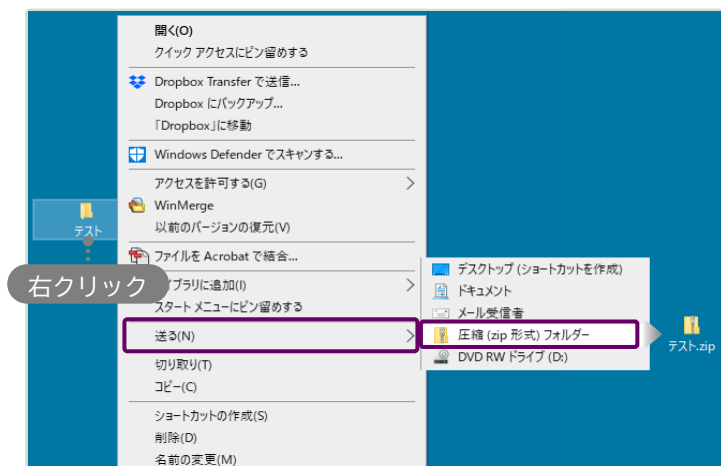 開く(O)
クイック アクセスにピン留めする
Dropbox Transfer で送信...
Dropbox にバックアップ...
「Dropbox」に移動
Windows Defender でスキャンする...
アクセスを許可する(G)
WinMerge
以前のバージョンの復元(V)
テスト
ファイルを Acrobat で結合...
右クリック
イブラリに追加(I)
スタート メニューにピン留めする
送る(N)
切り取り(T)
コピー(C)
ショートカットの作成(S)
削除(D)
名前の変更(M)
デスクトップ (ショートカットを作成)
ドキュメント
メール受信者
圧縮 (zip 形式) フォルダー
DVD RW ドライブ (D:)
テスト.zip